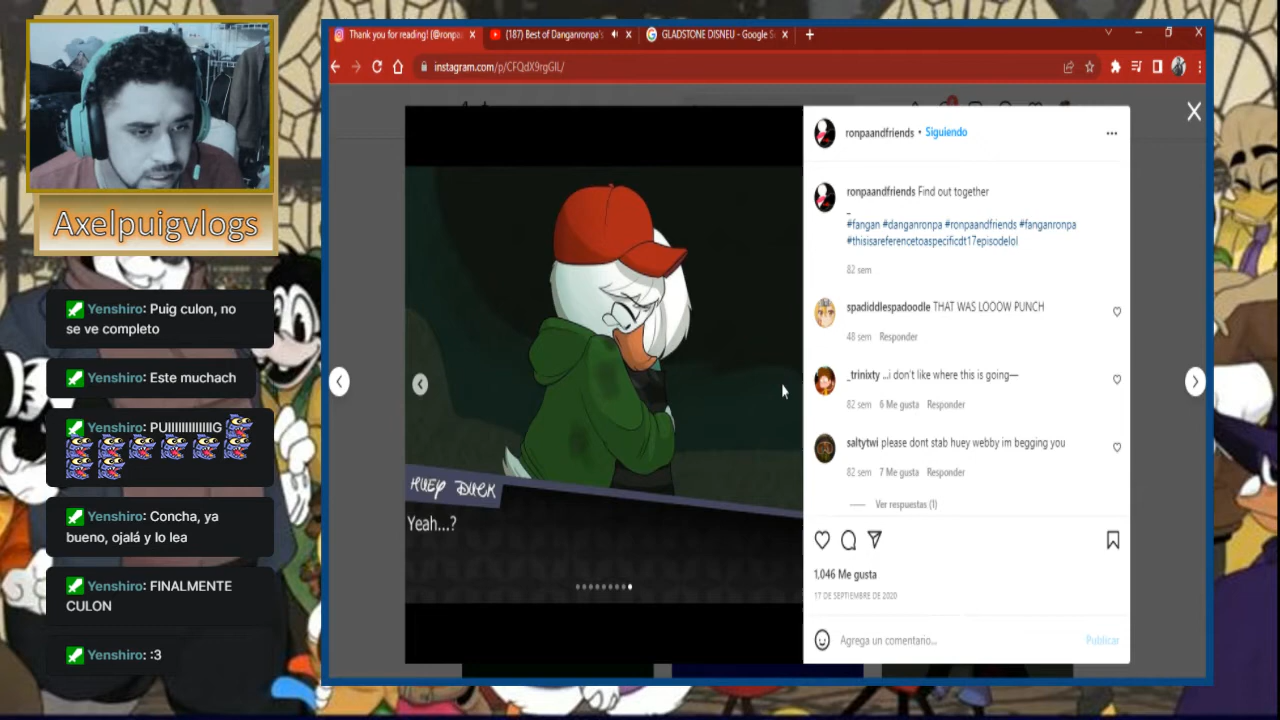 Axelpuigvlogs
Yenshiro: Puig culon, no
se ve completo
Yenshiro: Este muchach
Yenshiro: PUIIIIIIIIIIIIIG
Yenshiro: Concha, ya
bueno, ojalá y lo lea
Yenshiro: FINALMENTE
CULON
Yenshiro: :3
Thank you for reading! (@ronpa
(187) Best of Danganronpa's
GLADSTONE DISNEU - Google S
instagram.com/p/CFQdX9rgGlL/
HUEY DUCK
Yeah...?
ronpaandfriends • Siguiendo
ronpaandfriends Find out together
_
#fangan #danganronpa #ronpaandfriends #fanganronpa
#thisisareferencetoaspecificdt17episodelol
82 sem
spadiddlespadoodle THAT WAS LOOOW PUNCH
48 sem Responder
_trinixty ...i don't like where this is going—
82 sem 6 Me gusta Responder
saltytwi please dont stab huey webby im begging you
82 sem 7 Me gusta Responder
Ver respuestas (1)
1,046 Me gusta
17 DE SEPTIEMBRE DE 2020
Agrega un comentario...
Publicar